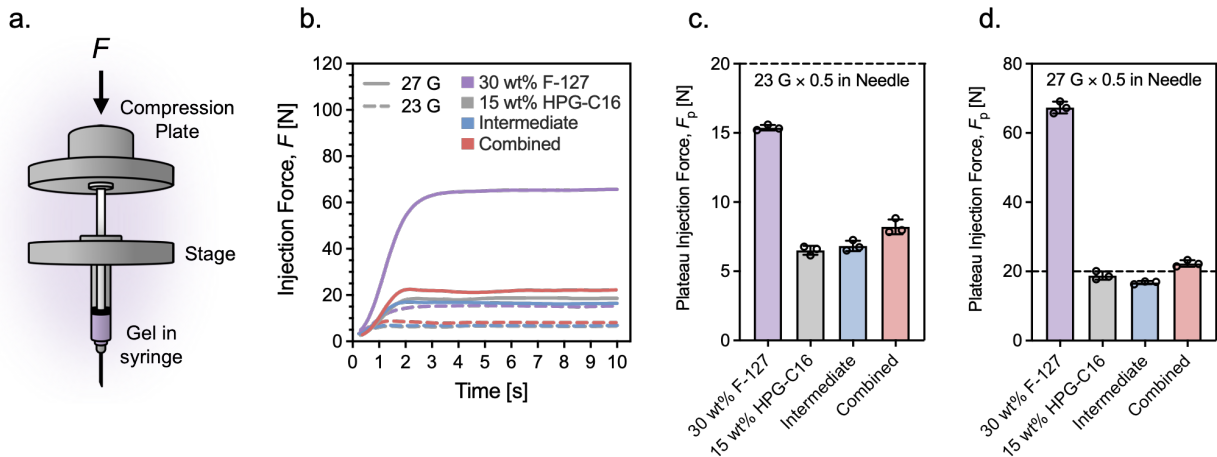 a.
F
Compression
Plate
Stage
Gel in
syringe
b.
Injection Force, F [N]
120
100
80
60
40
20
0
27 G
23 G
30 wt% F-127
15 wt% HPG-C16
Intermediate
Combined
0 1 2 3 4 5 6 7 8 9 10
Time [s]
c.
Plateau Injection Force, Fp [N]
20
15
10
5
0
23 G × 0.5 in Needle
30 wt% F-127
15 wt% HPG-C16
Intermediate
Combined
d.
Plateau Injection Force, Fp [N]
80
60
40
20
0
27 G × 0.5 in Needle
30 wt% F-127
15 wt% HPG-C16
Intermediate
Combined